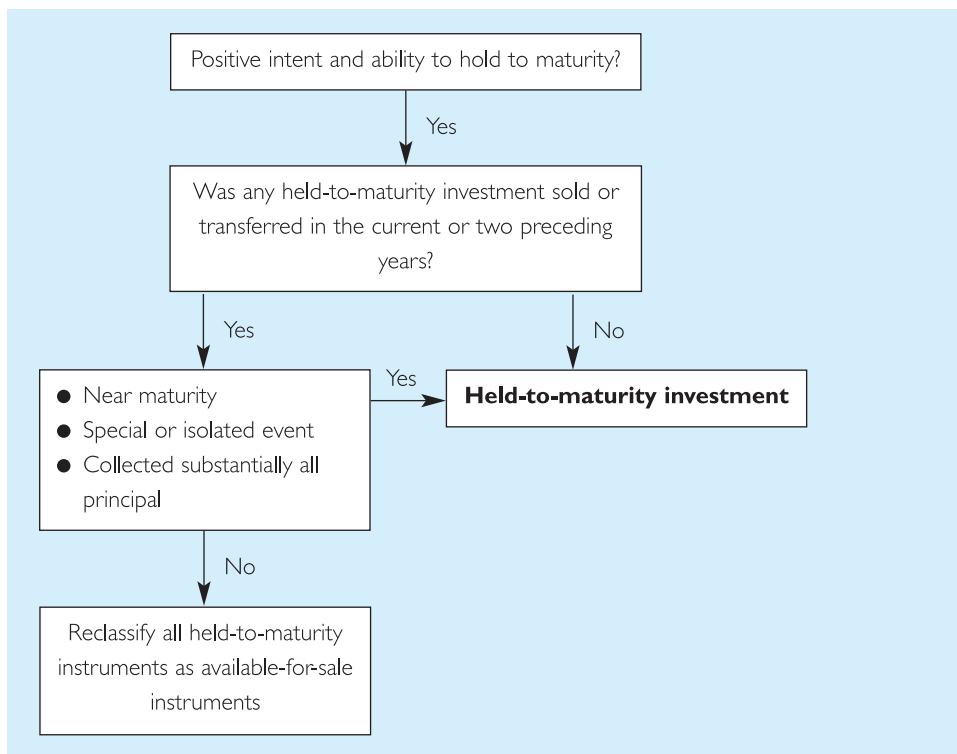 Positive intent and ability to hold to maturity?
Yes
Was any held-to-maturity investment sold or
transferred in the current or two preceding
years?
Yes
No
● Near maturity
● Special or isolated event
● Collected substantially all
principal
Yes
Held-to-maturity investment
No
Reclassify all held-to-maturity
instruments as available-for-sale
instruments